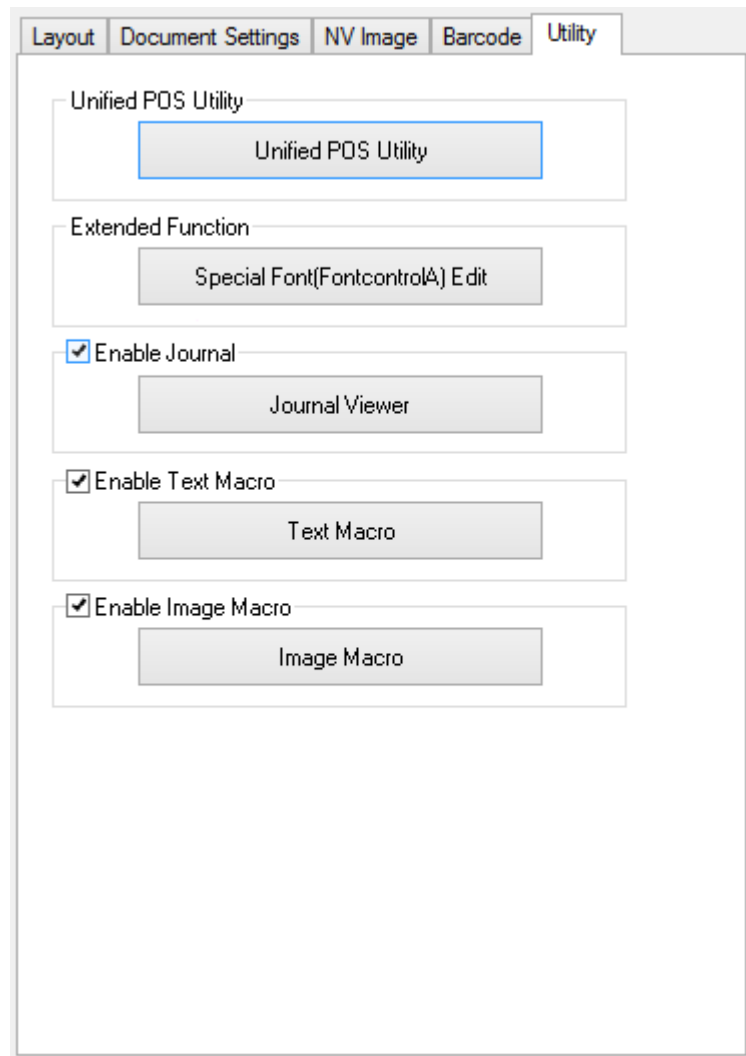 Layout Document Settings NV Image Barcode Utility
Unified POS Utility
Unified POS Utility
Extended Function
Special Font(FontcontrolA) Edit
Enable Journal
Journal Viewer
Enable Text Macro
Text Macro
Enable Image Macro
Image Macro